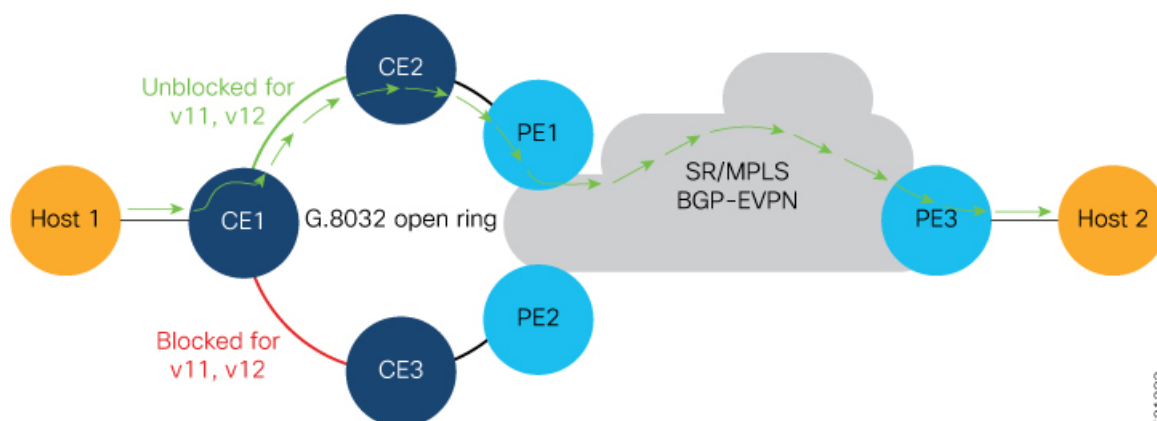 CE2
Unblocked for
v11, v12
PE1
SR/MPLS
BGP-EVPN
Host 1
CE1
G.8032 open ring
PE3
Host 2
PE2
Blocked for
v11, v12
CE3